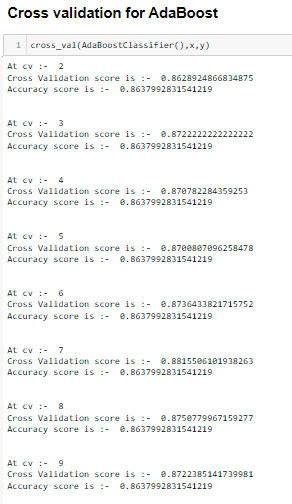 Cross validation for AdaBoost
1 cross_val(AdaBoostClassifier(),x,y)
At cv :- 2
Cross Validation score is :- 0.8628924866834875
Accuracy score is :- 0.8637992831541219
At cv :- 3
Cross Validation score is :- 0.8722222222222222
Accuracy score is :- 0.8637992831541219
At cv :- 4
Cross Validation score is :- 0.870782284359253
Accuracy score is :- 0.8637992831541219
At cv :- 5
Cross Validation score is :- 0.8700807096258478
Accuracy score is :- 0.8637992831541219
At cv :- 6
Cross Validation score is :- 0.8736433821715752
Accuracy score is :- 0.8637992831541219
At cv :- 7
Cross Validation score is :- 0.8815506101938263
Accuracy score is :- 0.8637992831541219
At cv :- 8
Cross Validation score is :- 0.8750779967159277
Accuracy score is :- 0.8637992831541219
At cv :- 9
Cross Validation score is :- 0.8722385141739981
Accuracy score is :- 0.8637992831541219